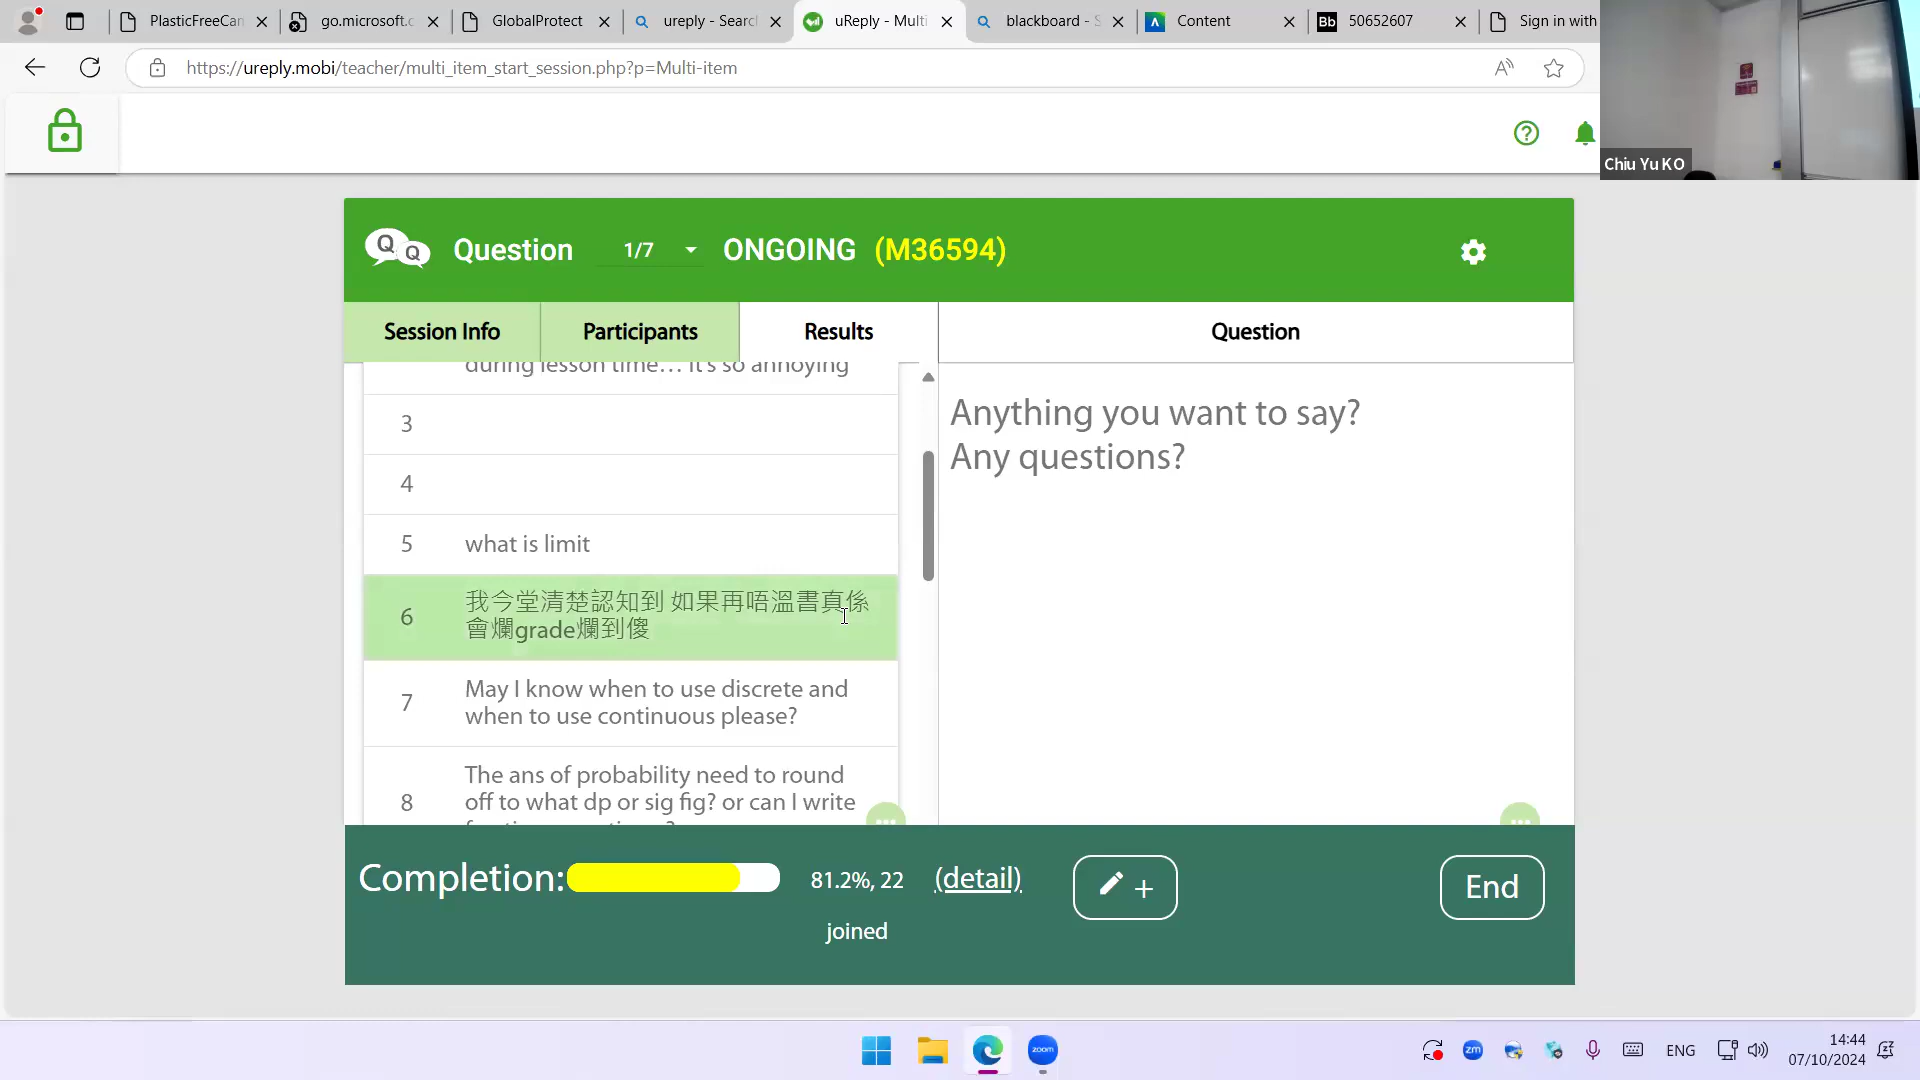 PlasticFreeCan
go.microsoft.c
GlobalProtect
ureply - Searc
uReply - Multi
blackboard - S
Content
Bb 50652607
Sign in with
https://ureply.mobi/teacher/multi_item_start_session.php?p=Multi-item
Chiu Yu KO
Question 1/7 ONGOING (M36594)
Session Info
Participants
Results
Question
during lesson time... it's so annoying
3
4
5 what is limit
6 我今堂清楚認知到 如果再唔溫書真係
會爛grade爛到傻
7 May I know when to use discrete and
when to use continuous please?
8 The ans of probability need to round
off to what dp or sig fig? or can I write
Anything you want to say?
Any questions?
Completion: 81.2%, 22 (detail)
joined
+
End
zoom
zm
ENG
14:44
07/10/2024